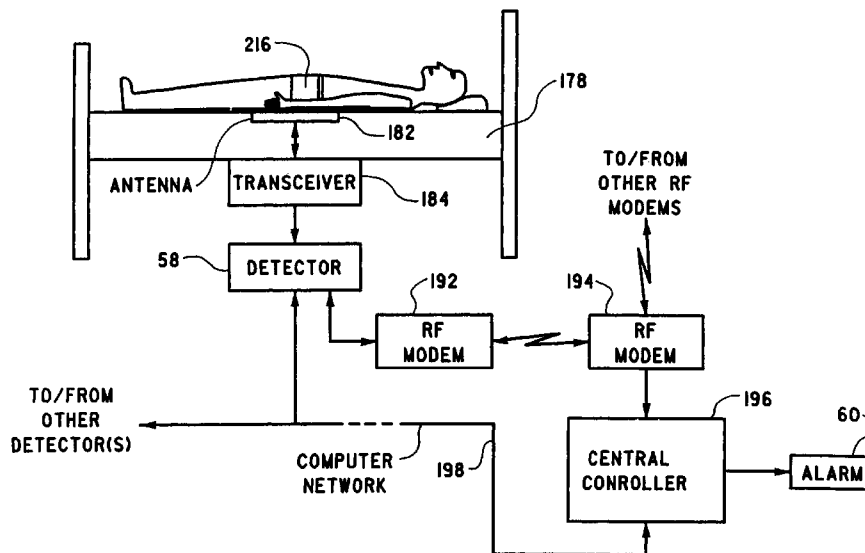 216
178
182
ANTENNA
TRANSCEIVER
184
TO/FROM
OTHER RF
MODEMS
58
DETECTOR
192
194
RF
MODEM
RF
MODEM
TO/FROM
OTHER
DETECTOR(S)
196
60
COMPUTER
NETWORK
198
CENTRAL
CONROLLER
ALARM